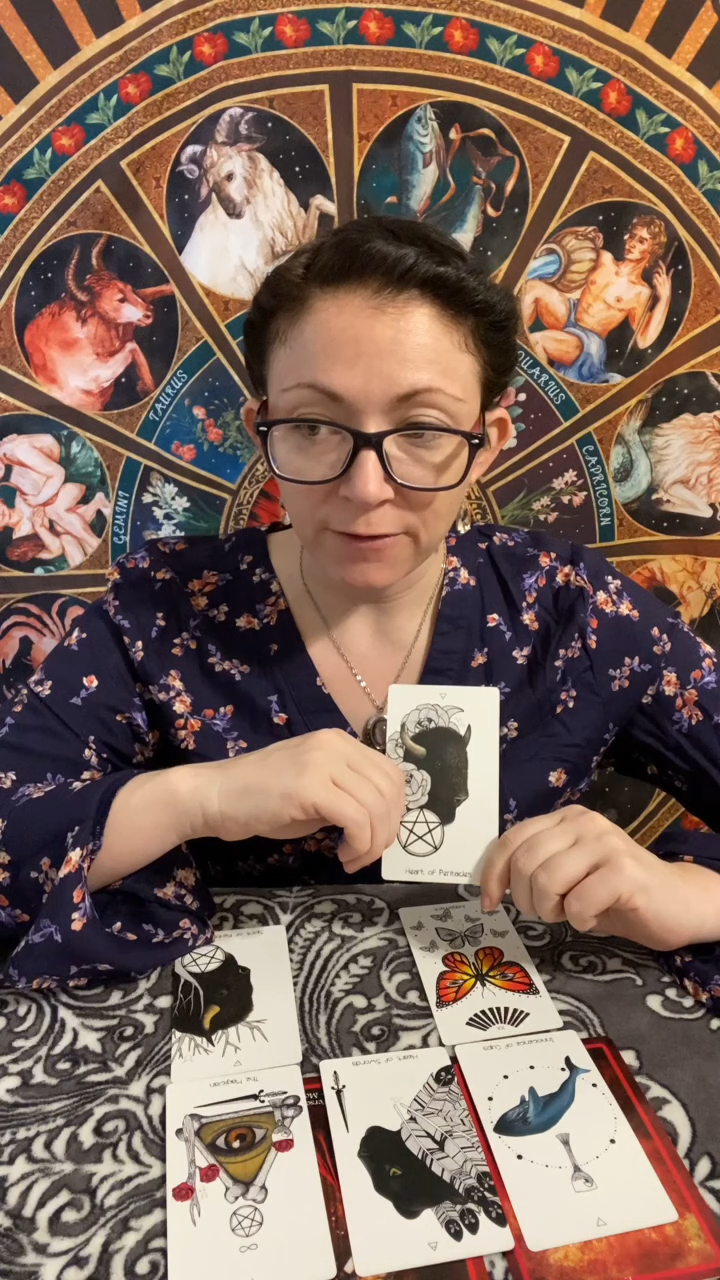 TAURUS
AQUARIUS
GEMINI
CAPRICORN
Heart of Pentacles
The Magician
Heart of Swords
Innocence of Cups